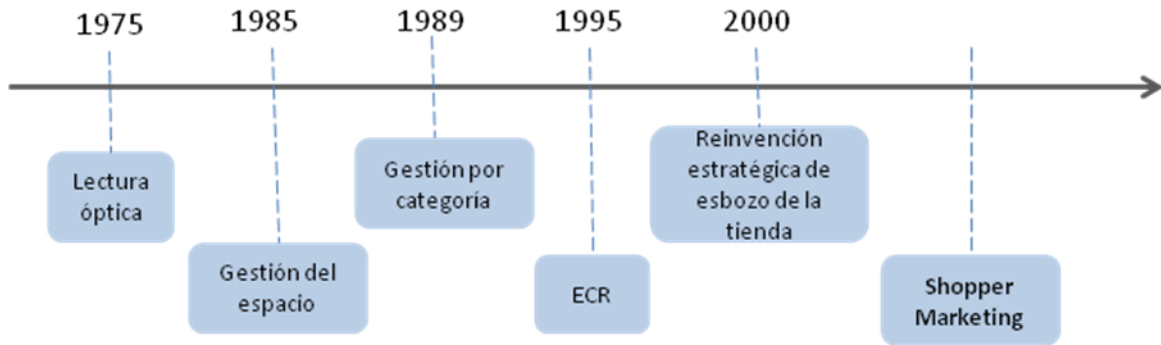 1975
1985
1989
1995
2000
Lectura
óptica
Gestión del
espacio
Gestión por
categoría
ECR
Reinvención
estratégica de
esbozo de la
tienda
Shopper
Marketing